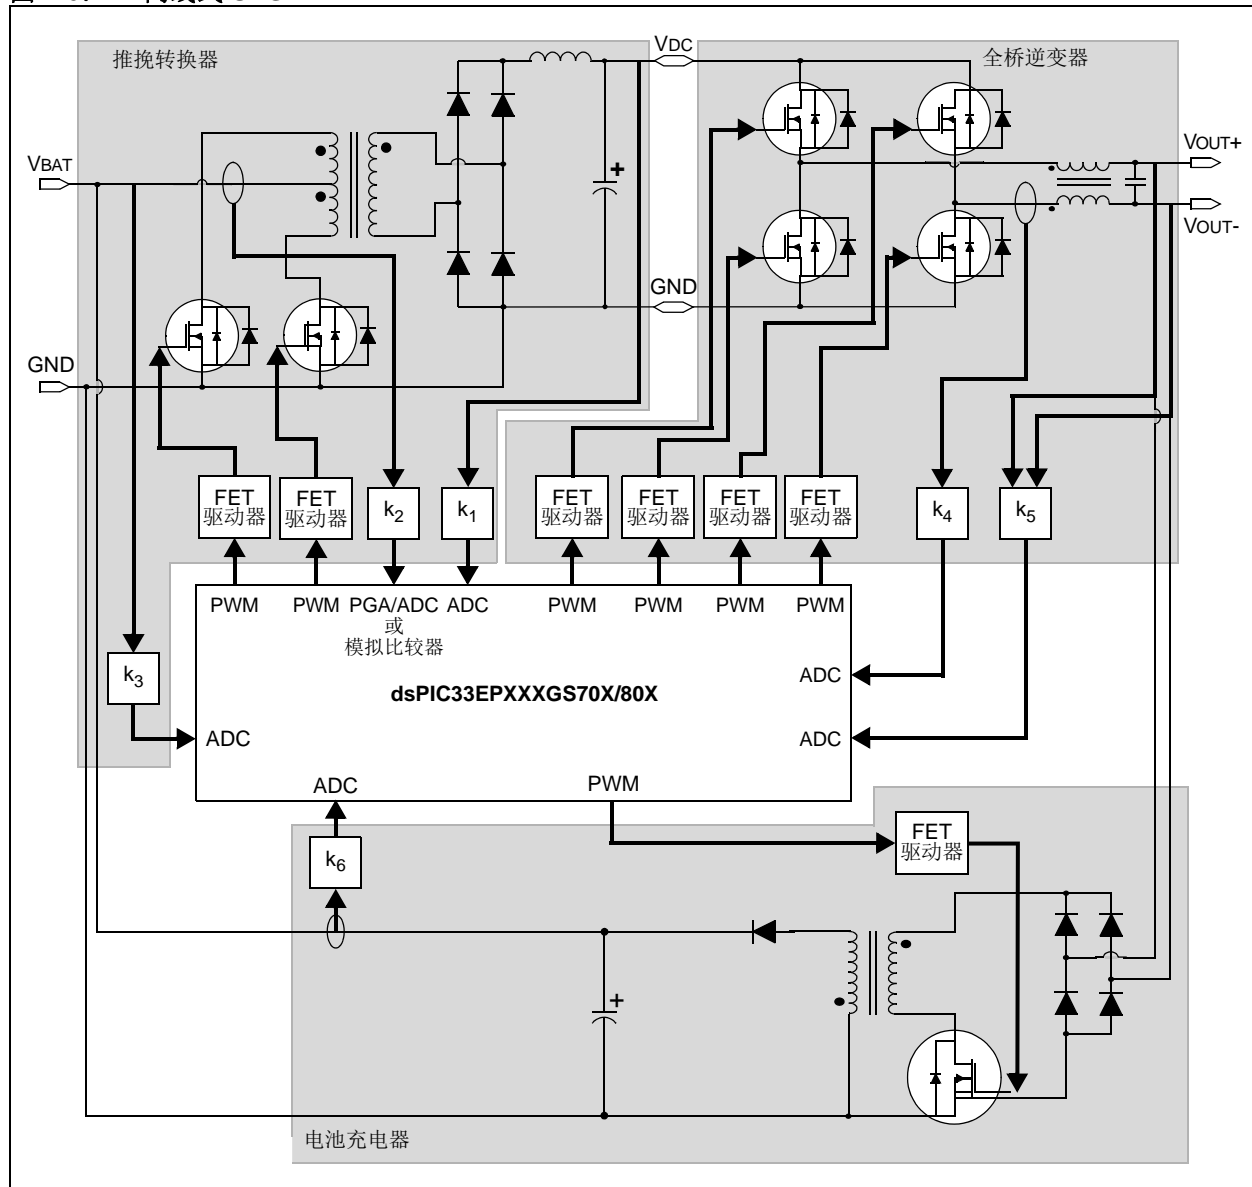 推挽转换器
VDC
全桥逆变器
VBAT
VOUT+
VOUT-
GND
GND
FET
驱动器
FET
驱动器
k2
k1
FET
驱动器
FET
驱动器
FET
驱动器
FET
驱动器
k4
k5
PWM
PWM
PGA/ADC
或
模拟比较器
ADC
PWM
PWM
PWM
PWM
k3
ADC
dsPIC33EPXXXGS70X/80X
ADC
ADC
ADC
PWM
FET
驱动器
k6
+
+
电池充电器